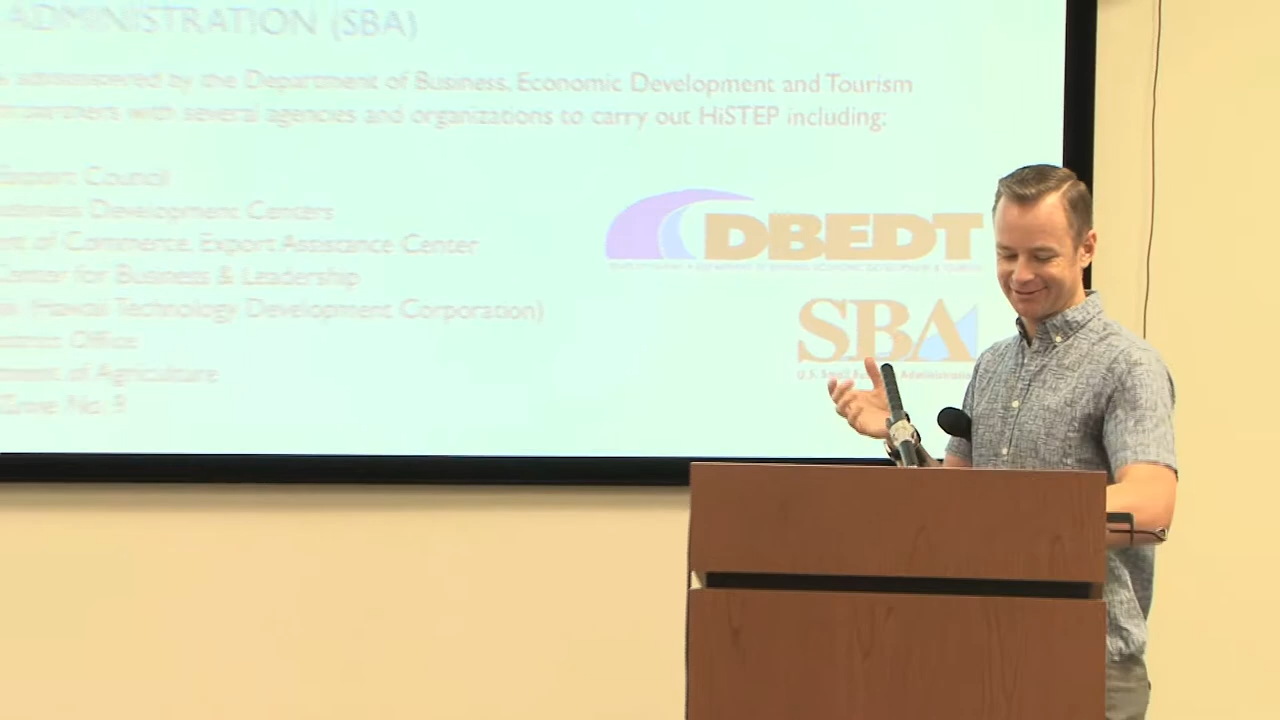 ADMINISTRATION (SBA)
administered by the Department of Business, Economic Development and Tourism
partners with several agencies and organizations to carry out HiSTEP including:
Export Council
Business Development Centers
of Commerce, Export Assistance Center
Center for Business & Leadership
(Hawaii Technology Development Corporation)
Office
of Agriculture
DBEDT
SBA
U.S. Small Administration